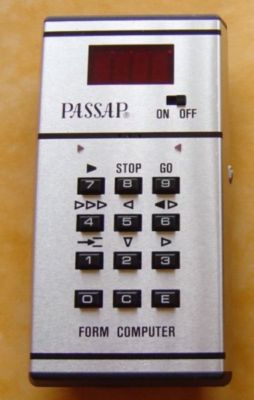 PASSAP®
ON OFF
STOP GO
7 8 9
4 5 6
1 2 3
0 C E
FORM COMPUTER